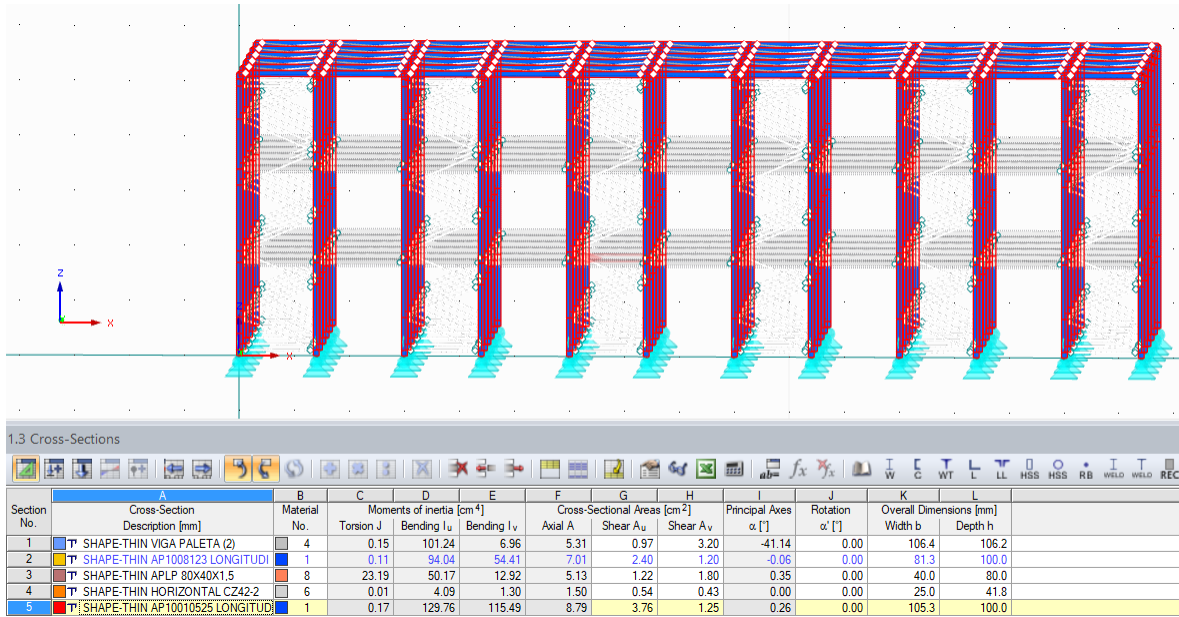 Z
X
Z
X
1.3 Cross-Sections
I W
C
WT
L
LL
HSS
HSS
RB
WELD
WELD
REC
A B C D E F G H I J K L
Section Cross-Section Material Moments of inertia [cm⁴] Cross-Sectional Areas [cm²] Principal Axes Rotation Overall Dimensions [mm]
No. Description [mm] No. Torsion J Bending Iu Bending Iv Axial A Shear Au Shear Av α [°] α' [°] Width b Depth h
1 SHAPE-THIN VIGA PALETA (2) 4 0.15 101.24 6.96 5.31 0.97 3.20 -41.14 0.00 106.4 106.2
2 SHAPE-THIN AP1008123 LONGITUDI 1 0.11 94.04 54.41 7.01 2.40 1.20 -0.06 0.00 81.3 100.0
3 SHAPE-THIN APLP 80X40X1,5 8 23.19 50.17 12.92 5.13 1.22 1.80 0.35 0.00 40.0 80.0
4 SHAPE-THIN HORIZONTAL CZ42-2 6 0.01 4.09 1.30 1.50 0.54 0.43 0.00 0.00 25.0 41.8
5 SHAPE-THIN AP10010525 LONGITUD 1 0.17 129.76 115.49 8.79 3.76 1.25 0.26 0.00 105.3 100.0